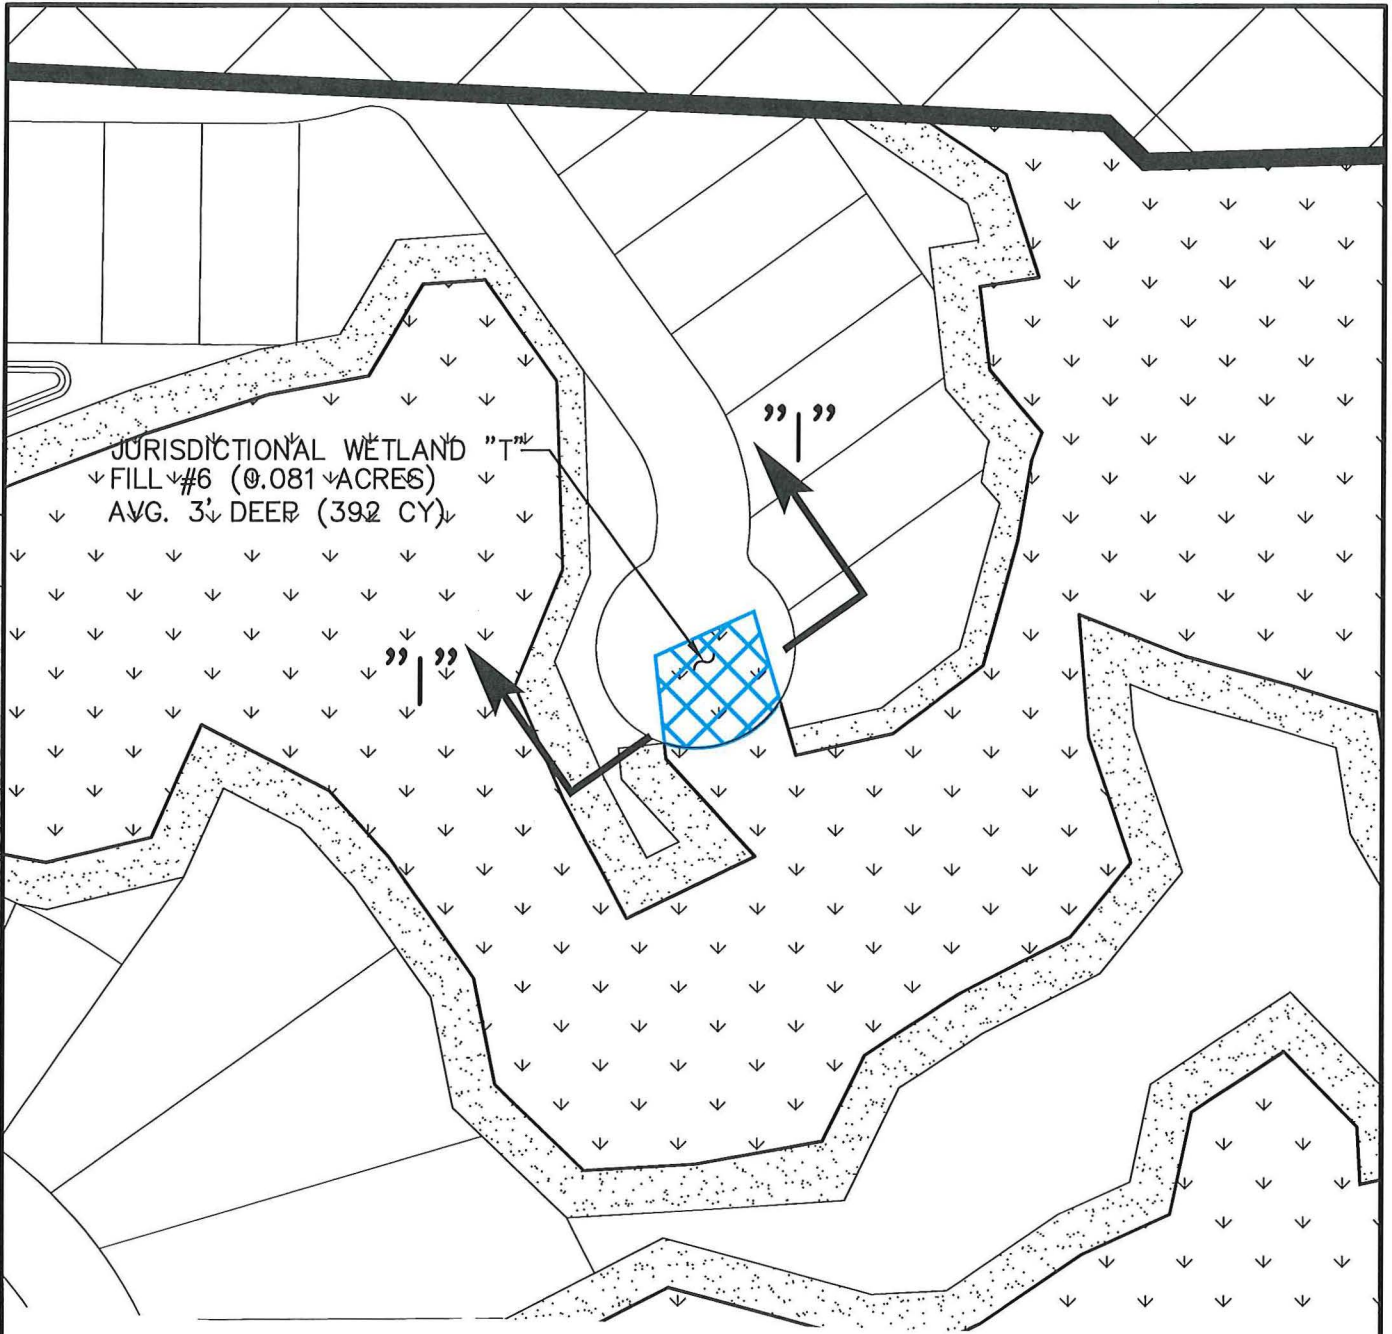 "I"
JURISDICTIONAL WETLAND "T"
FILL #6 (0.081 ACRES)
AVG. 3' DEEP (392 CY)
"I"